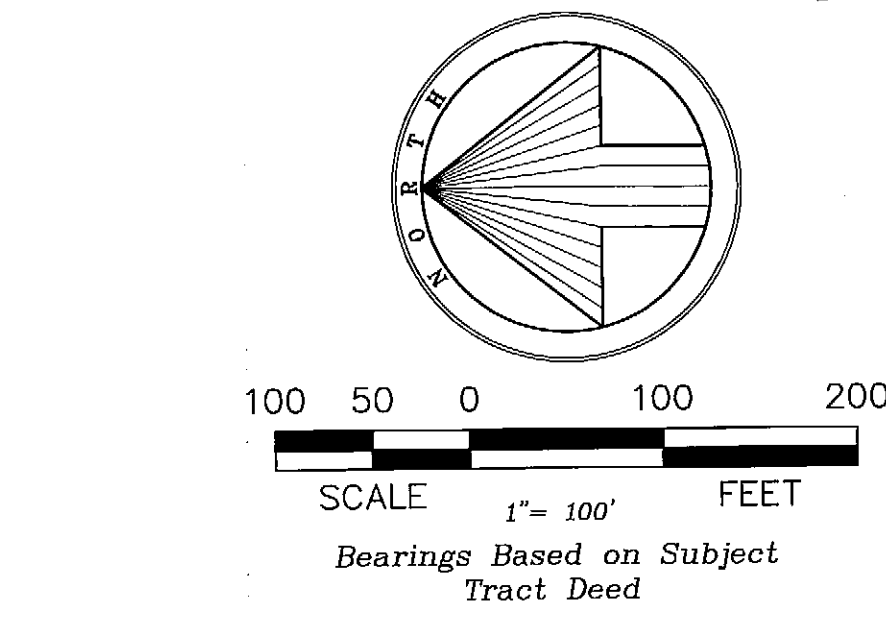 NORTH
100 50 0 100 200
SCALE 1"= 100' FEET
Bearings Based on Subject
Tract Deed